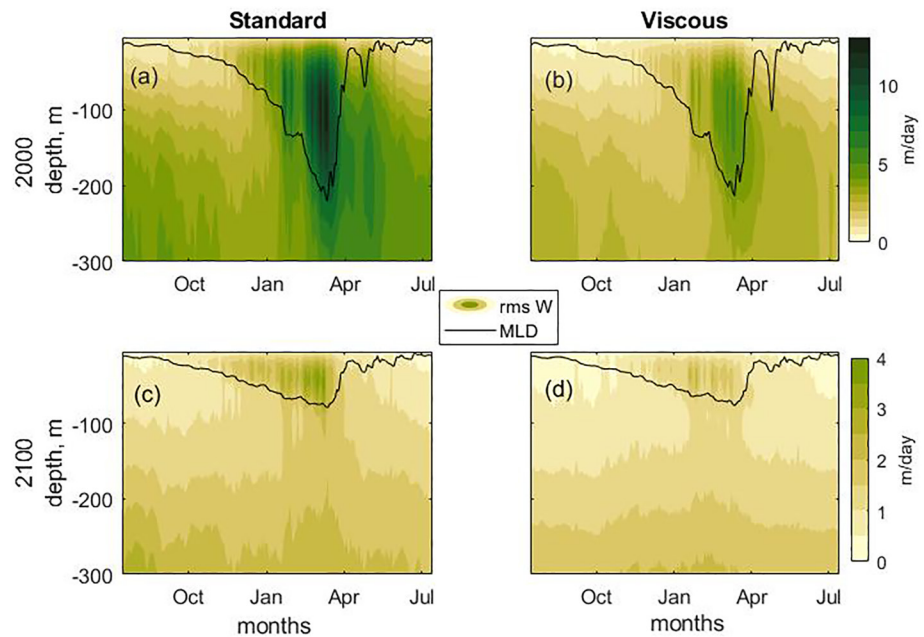 Standard
Viscous
(a)
(b)
2000
depth, m
-100
-200
-300
Oct
Jan
Apr
Jul
Oct
Jan
Apr
Jul
10
5
0
m/day
rms W
MLD
(c)
(d)
2100
depth, m
-100
-200
-300
Oct
Jan
Apr
Jul
months
Oct
Jan
Apr
Jul
months
4
3
2
1
0
m/day